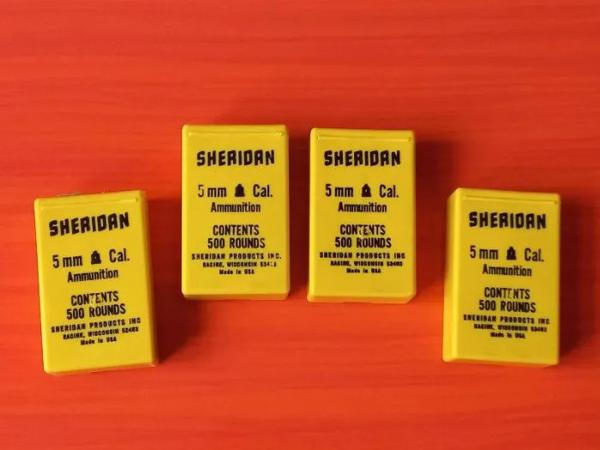 SHERIDAN
5 mm Cal.
Ammunition
CONTENTS
500 ROUNDS
SHERIDAN PRODUCTS INC
RACINE, WISCONSIN 53403
Made in USA
SHERIDAN
5 mm Cal.
Ammunition
CONTENTS
500 ROUNDS
SHERIDAN PRODUCTS INC.
RACINE, WISCONSIN
Made in USA
SHERIDAN
5 mm Cal.
Ammunition
CONTENTS
500 ROUNDS
SHERIDAN PRODUCTS INC
RACINE, WISCONSIN 53403
Made in USA
SHERIDAN
5 mm Cal.
Ammunition
CONTENTS
500 ROUNDS
SHERIDAN PRODUCTS INC
RACINE, WISCONSIN 53403
Made in USA